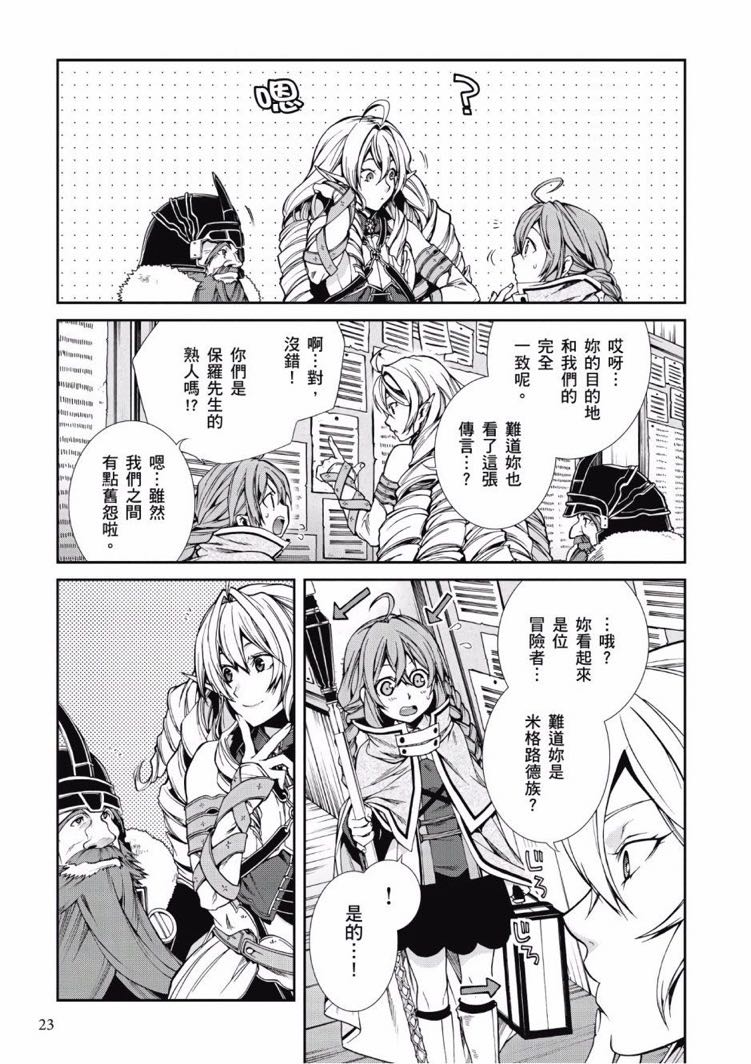 嗯
?
哎呀…
妳的目的地
和我們的
完全
一致呢。
難道妳也
看了這張
傳言…?
啊…對,
沒錯!
你們是
保羅先生的
熟人嗎!?
嗯…雖然
我們之間
有點舊怨啦。
…哦?
妳看起來
是位
冒險者…
難道妳是
米格路德族?
じろ
じろ
!
是的…!
23